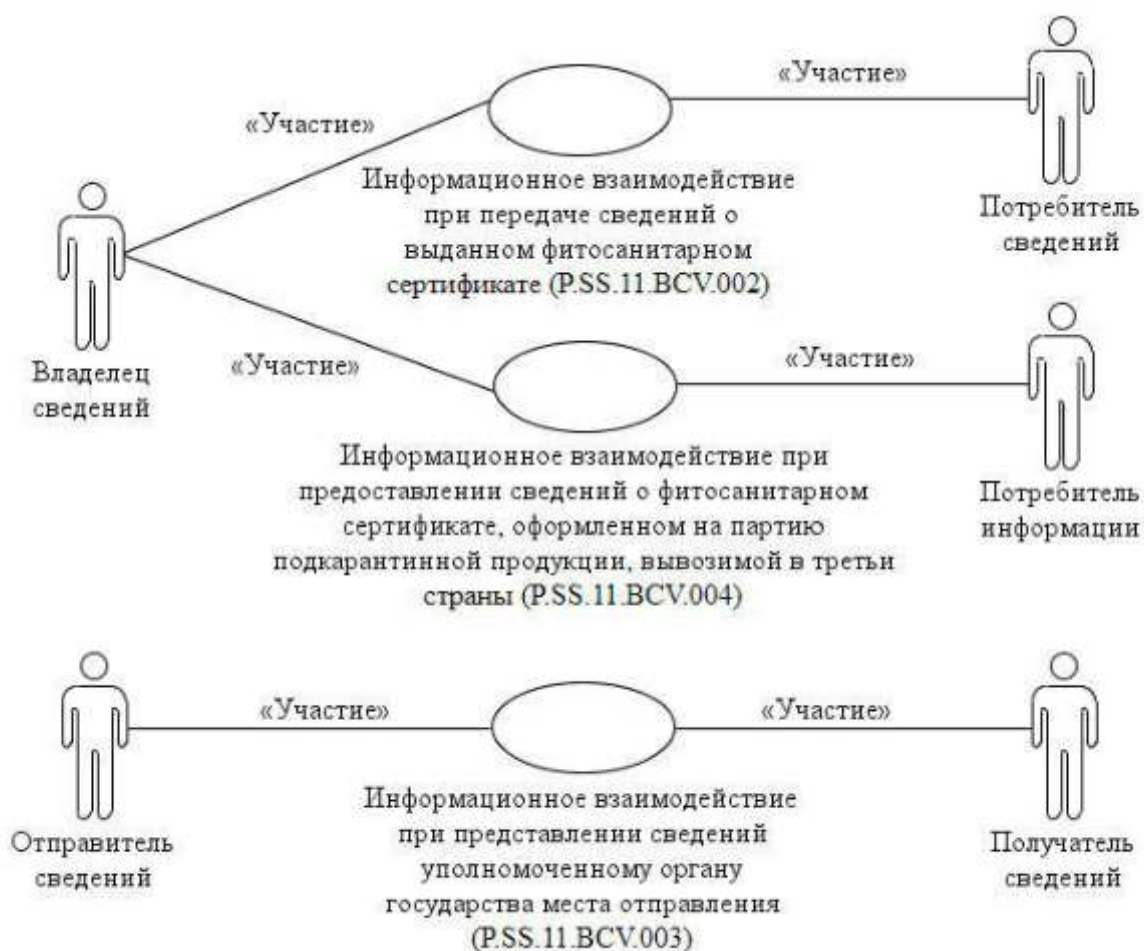 «Участие»
«Участие»
Информационное взаимодействие
при передаче сведений о
выданном фитосанитарном
сертификате (P.SS.11.BCV.002)
Потребитель
сведений
«Участие»
«Участие»
Владелец
сведений
Информационное взаимодействие при
предоставлении сведений о фитосанитарном
сертификате, оформленном на партию
подкарантинной продукции, вывозимой в третьи
страны (P.SS.11.BCV.004)
Потребитель
информации
«Участие»
«Участие»
Отправитель
сведений
Информационное взаимодействие
при представлении сведений
уполномоченному органу
государства места отправления
(P.SS.11.BCV.003)
Получатель
сведений